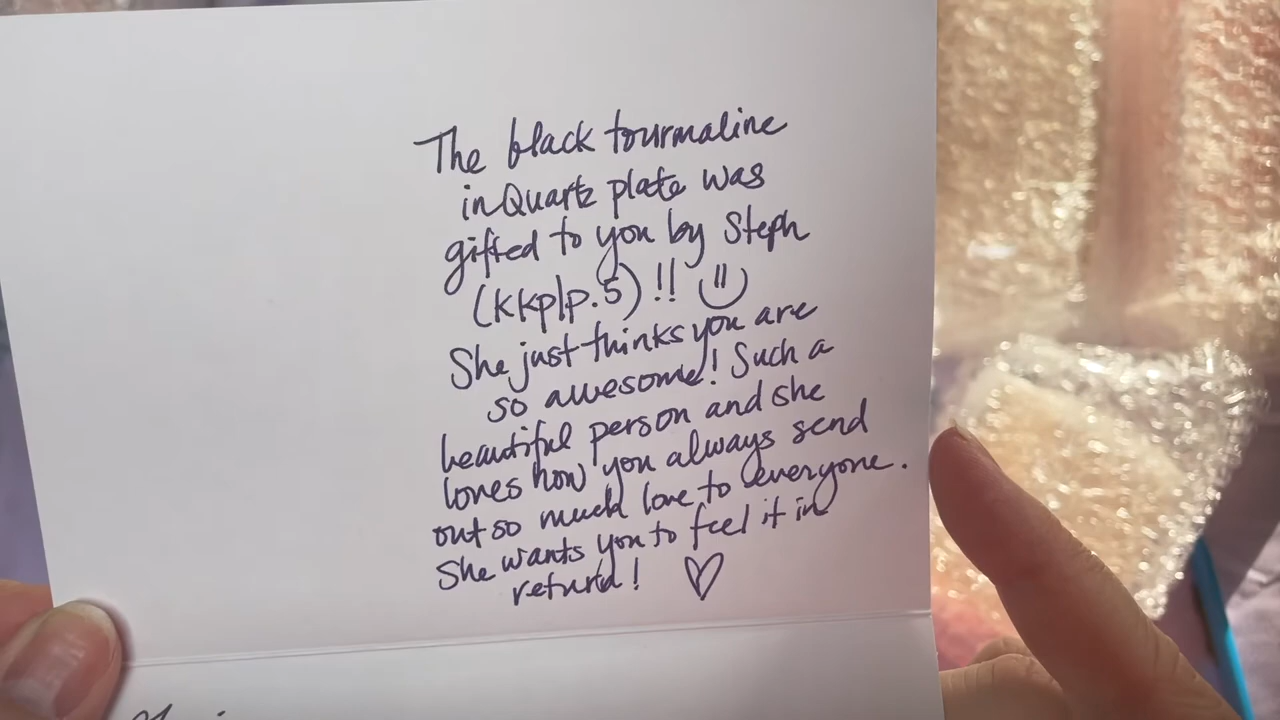 The black tourmaline
in Quartz plate was
gifted to you by Steph
(kkplp.5)!!
She just thinks you are
so awesome! Such a
beautiful person and she
loves how you always send
out so much love to everyone.
She wants you to feel it in
return!